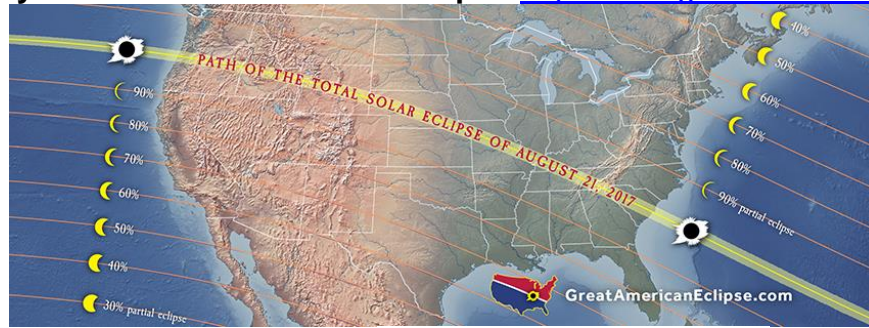 PATH OF THE TOTAL SOLAR ECLIPSE OF AUGUST 21, 2017
90%
80%
70%
60%
50%
40%
30% partial eclipse
40%
50%
60%
70%
80%
90% partial eclipse
GreatAmericanEclipse.com